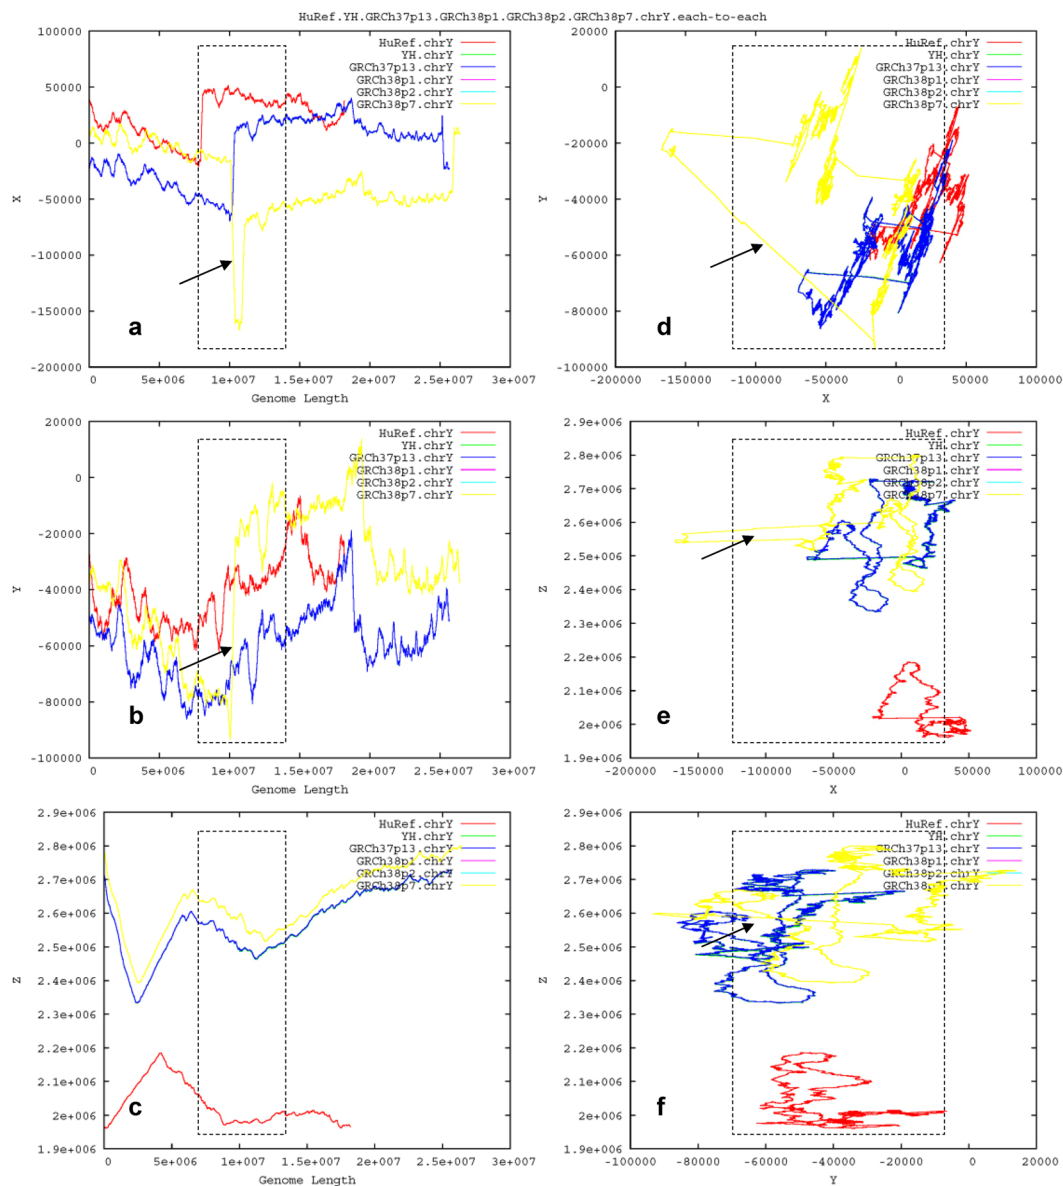 HuRef.YH.GRCh37p13.GRCh38p1.GRCh38p2.GRCh38p7.chrY.each-to-each
100000
50000
0
-50000
-100000
-150000
-200000
X
0 5e+006 1e+007 1.5e+007 2e+007 2.5e+007 3e+007
Genome Length
HuRef.chrY
YH.chrY
GRCh37p13.chrY
GRCh38p1.chrY
GRCh38p2.chrY
GRCh38p7.chrY
a
20000
0
-20000
-40000
-60000
-80000
-100000
Y
-200000 -150000 -100000 -50000 0 50000 100000
X
HuRef.chrY
YH.chrY
GRCh37p13.chrY
GRCh38p1.chrY
GRCh38p2.chrY
GRCh38p7.chrY
d
20000
0
-20000
-40000
-60000
-80000
-100000
Y
0 5e+006 1e+007 1.5e+007 2e+007 2.5e+007 3e+007
Genome Length
HuRef.chrY
YH.chrY
GRCh37p13.chrY
GRCh38p1.chrY
GRCh38p2.chrY
GRCh38p7.chrY
b
2.9e+006
2.8e+006
2.7e+006
2.6e+006
2.5e+006
2.4e+006
2.3e+006
2.2e+006
2.1e+006
2e+006
1.9e+006
Z
-200000 -150000 -100000 -50000 0 50000 100000
X
HuRef.chrY
YH.chrY
GRCh37p13.chrY
GRCh38p1.chrY
GRCh38p2.chrY
GRCh38p7.chrY
e
2.9e+006
2.8e+006
2.7e+006
2.6e+006
2.5e+006
2.4e+006
2.3e+006
2.2e+006
2.1e+006
2e+006
1.9e+006
Z
0 5e+006 1e+007 1.5e+007 2e+007 2.5e+007 3e+007
Genome Length
HuRef.chrY
YH.chrY
GRCh37p13.chrY
GRCh38p1.chrY
GRCh38p2.chrY
GRCh38p7.chrY
c
2.9e+006
2.8e+006
2.7e+006
2.6e+006
2.5e+006
2.4e+006
2.3e+006
2.2e+006
2.1e+006
2e+006
1.9e+006
Z
-100000 -80000 -60000 -40000 -20000 0 20000
Y
HuRef.chrY
YH.chrY
GRCh37p13.chrY
GRCh38p1.chrY
GRCh38p2.chrY
GRCh38p7.chrY
f